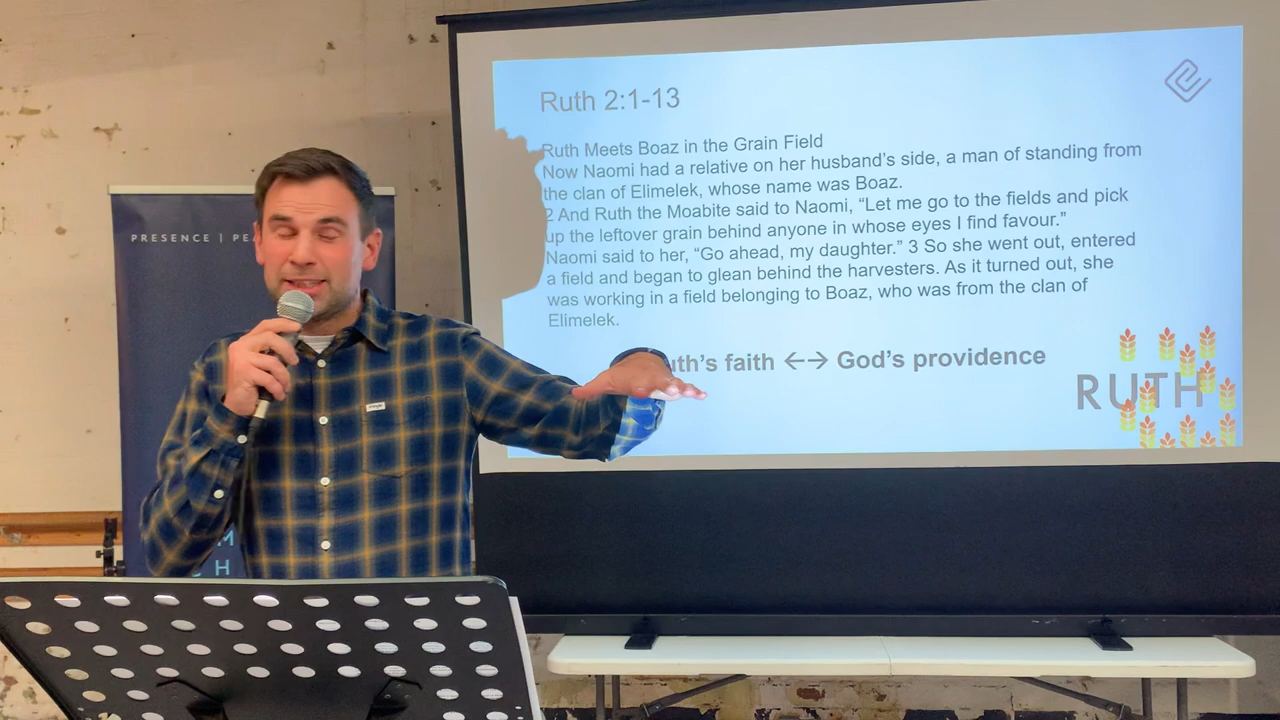 Ruth 2:1-13
Ruth Meets Boaz in the Grain Field
Now Naomi had a relative on her husband’s side, a man of standing from
the clan of Elimelek, whose name was Boaz.
2 And Ruth the Moabite said to Naomi, “Let me go to the fields and pick
up the leftover grain behind anyone in whose eyes I find favour.”
Naomi said to her, “Go ahead, my daughter.” 3 So she went out, entered
a field and began to glean behind the harvesters. As it turned out, she
was working in a field belonging to Boaz, who was from the clan of
Elimelek.
uth’s faith ←→ God’s providence
RUTH
PRESENCE |
M
H